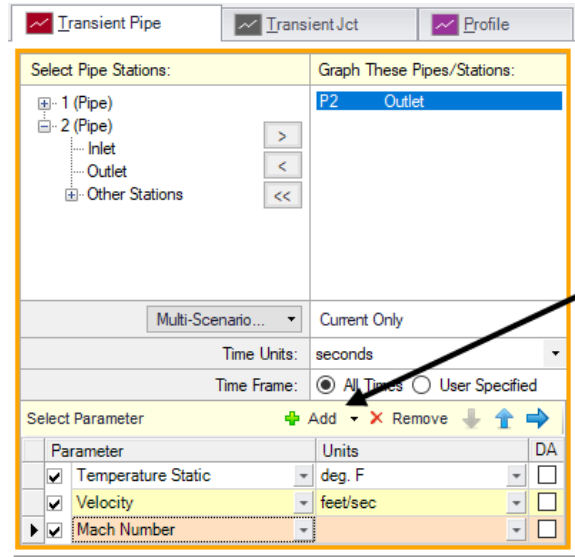 Transient Pipe Transient Jct Profile
Select Pipe Stations: Graph These Pipes/Stations:
1 (Pipe) P2 Outlet
2 (Pipe)
Inlet >
Outlet <
Other Stations <<
Multi-Scenario... Current Only
Time Units: seconds
Time Frame: All Times User Specified
Select Parameter Add Remove
Parameter Units DA
Temperature Static deg. F
Velocity feet/sec
Mach Number